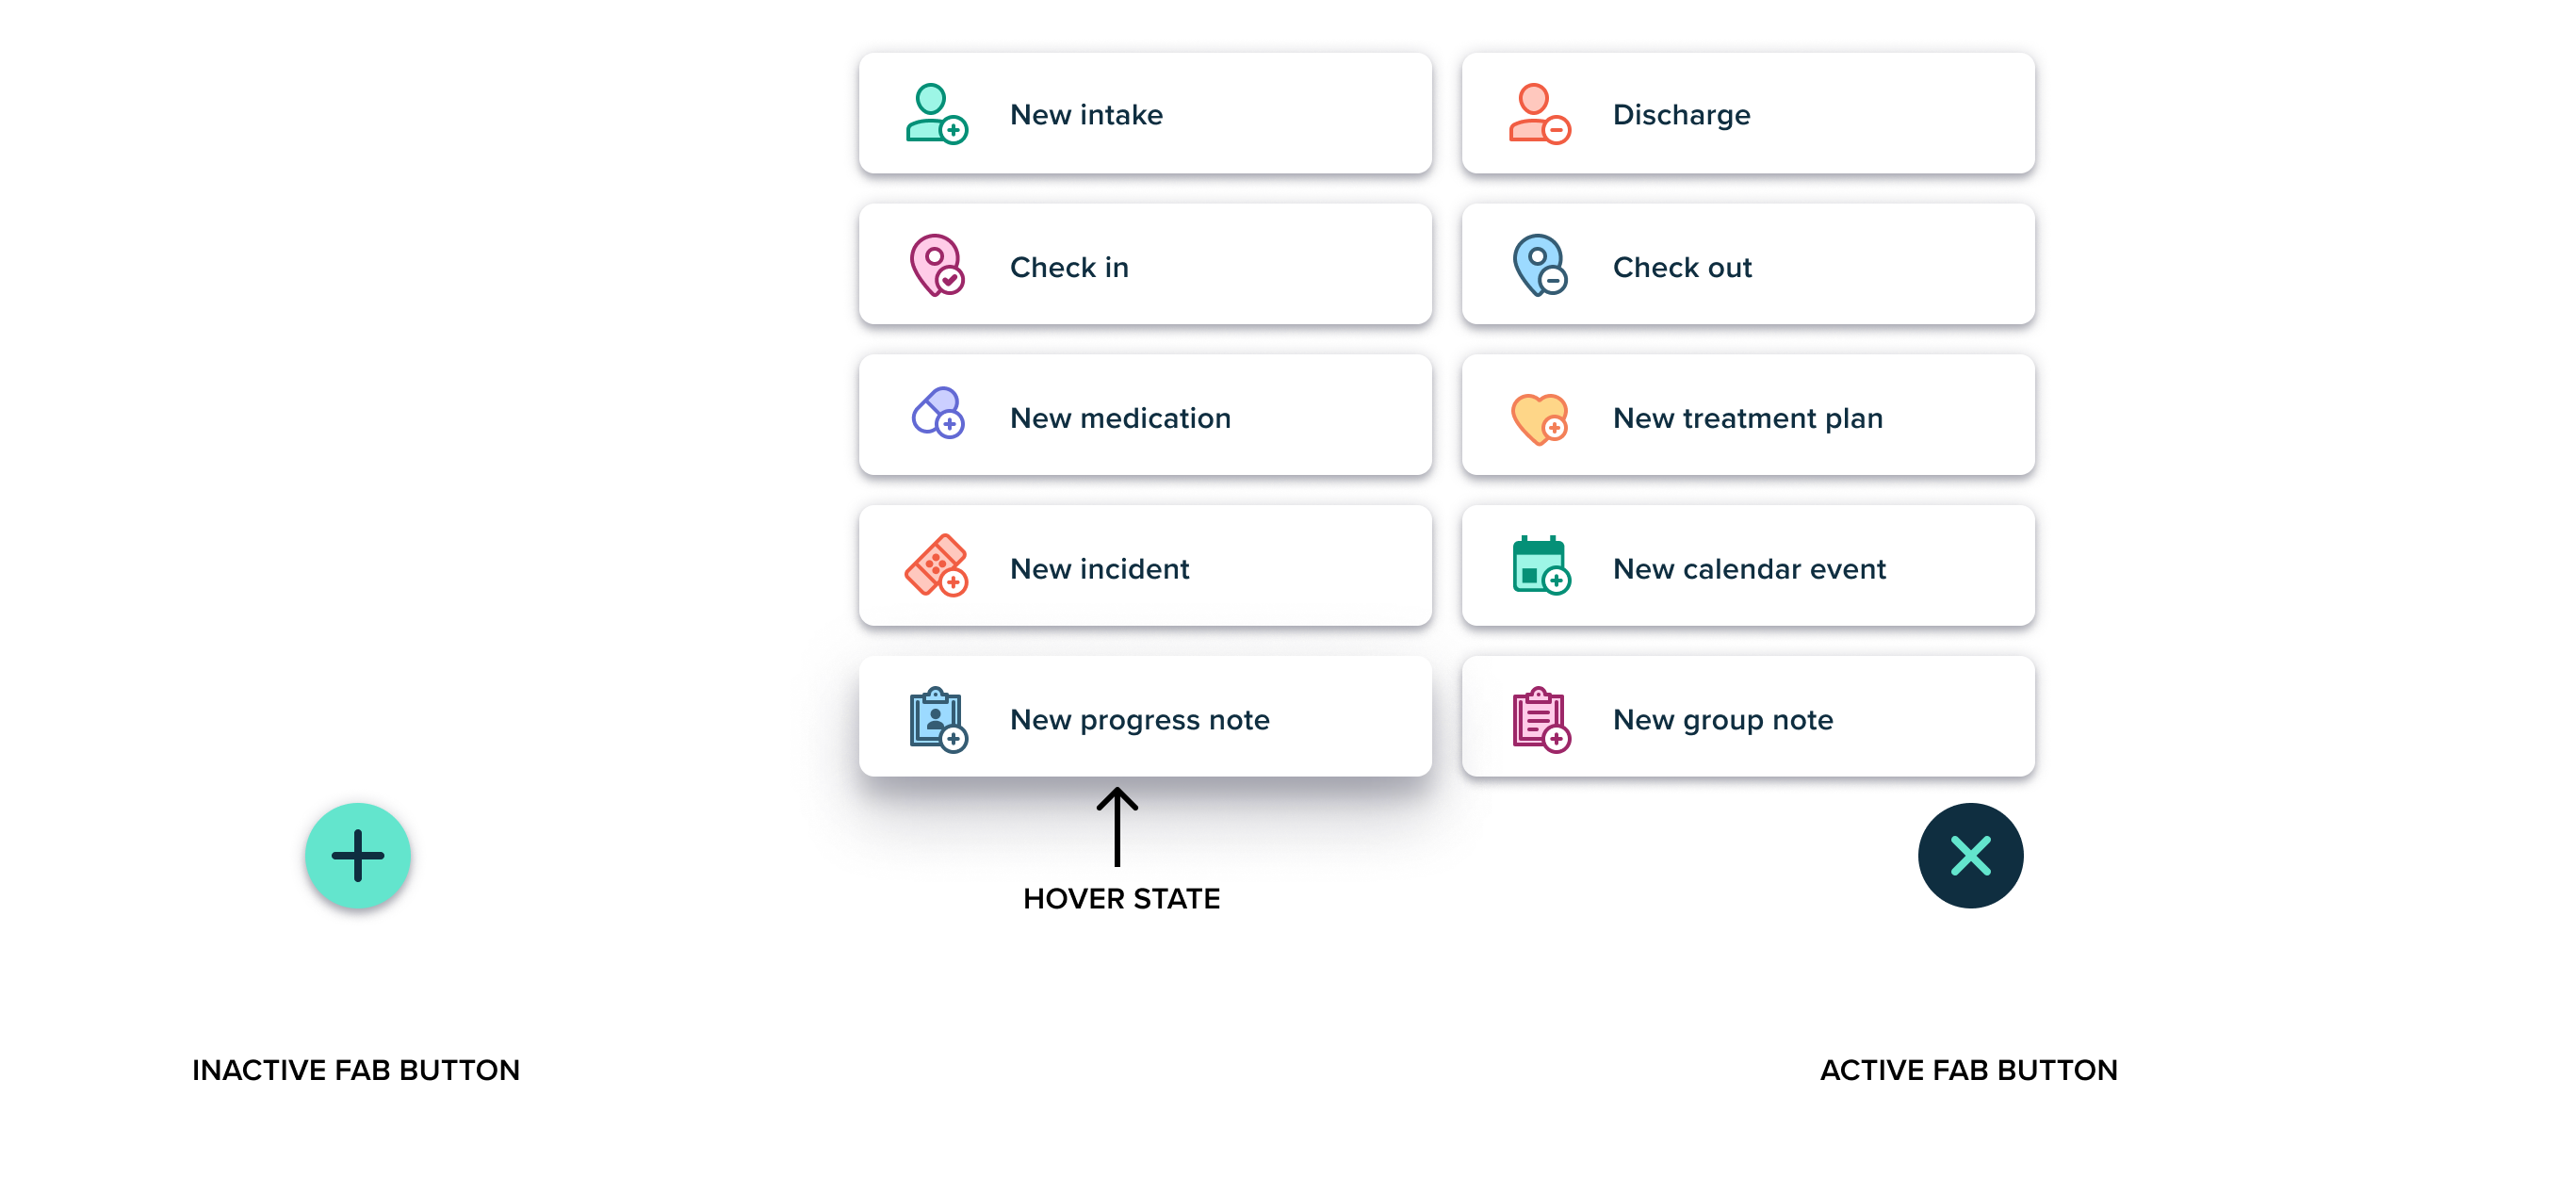 New intake
Discharge
Check in
Check out
New medication
New treatment plan
New incident
New calendar event
New progress note
New group note
HOVER STATE
INACTIVE FAB BUTTON
ACTIVE FAB BUTTON